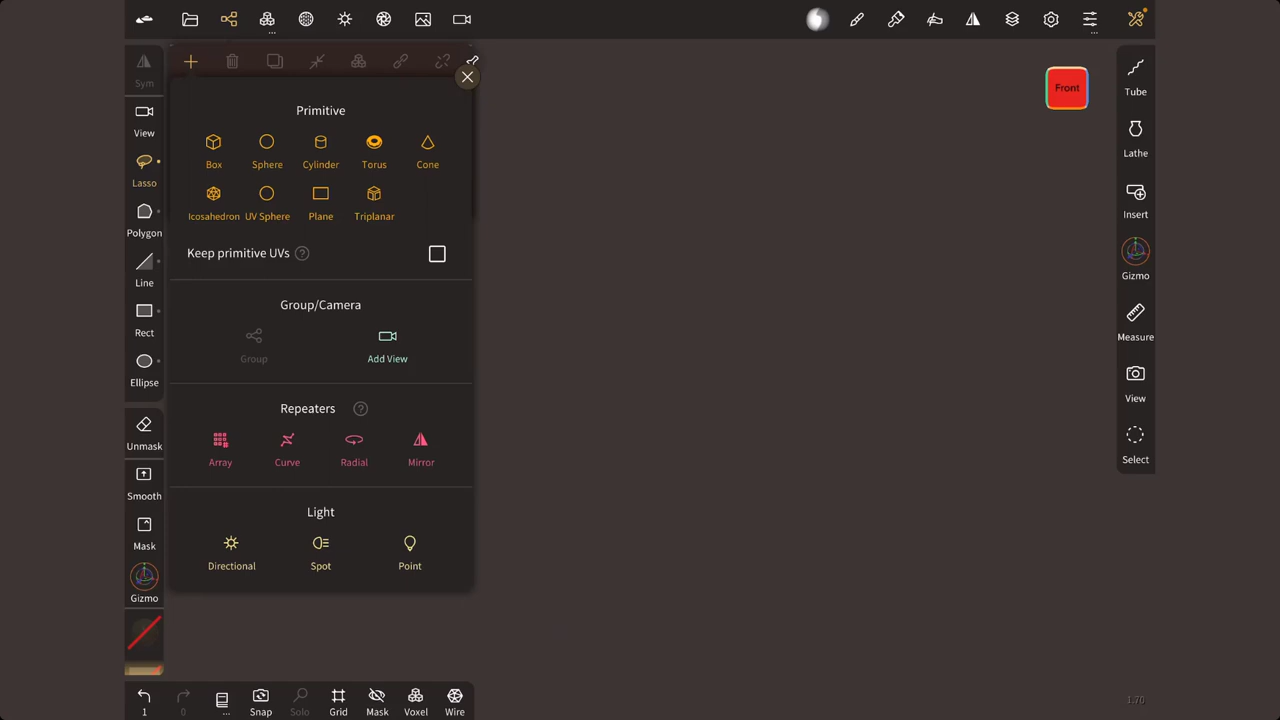 Sym
View
Lasso
Polygon
Line
Rect
Ellipse
Unmask
Smooth
Mask
Gizmo
Primitive
Box Sphere Cylinder Torus Cone
Icosahedron UV Sphere Plane Triplanar
Keep primitive UVs ?
Group/Camera
Group Add View
Repeaters ?
Array Curve Radial Mirror
Light
Directional Spot Point
1 0 ... Snap Solo Grid Mask Voxel Wire
Front
Tube
Lathe
Insert
Gizmo
Measure
View
Select
1.70